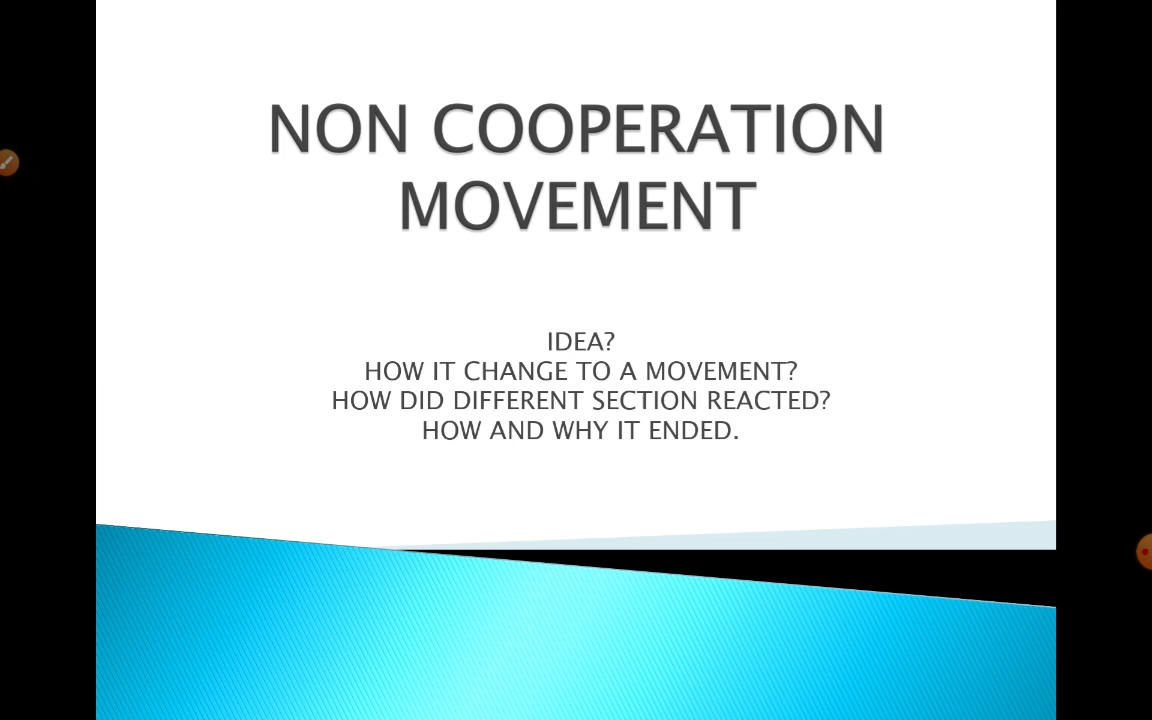 NON COOPERATION
MOVEMENT
IDEA?
HOW IT CHANGE TO A MOVEMENT?
HOW DID DIFFERENT SECTION REACTED?
HOW AND WHY IT ENDED.